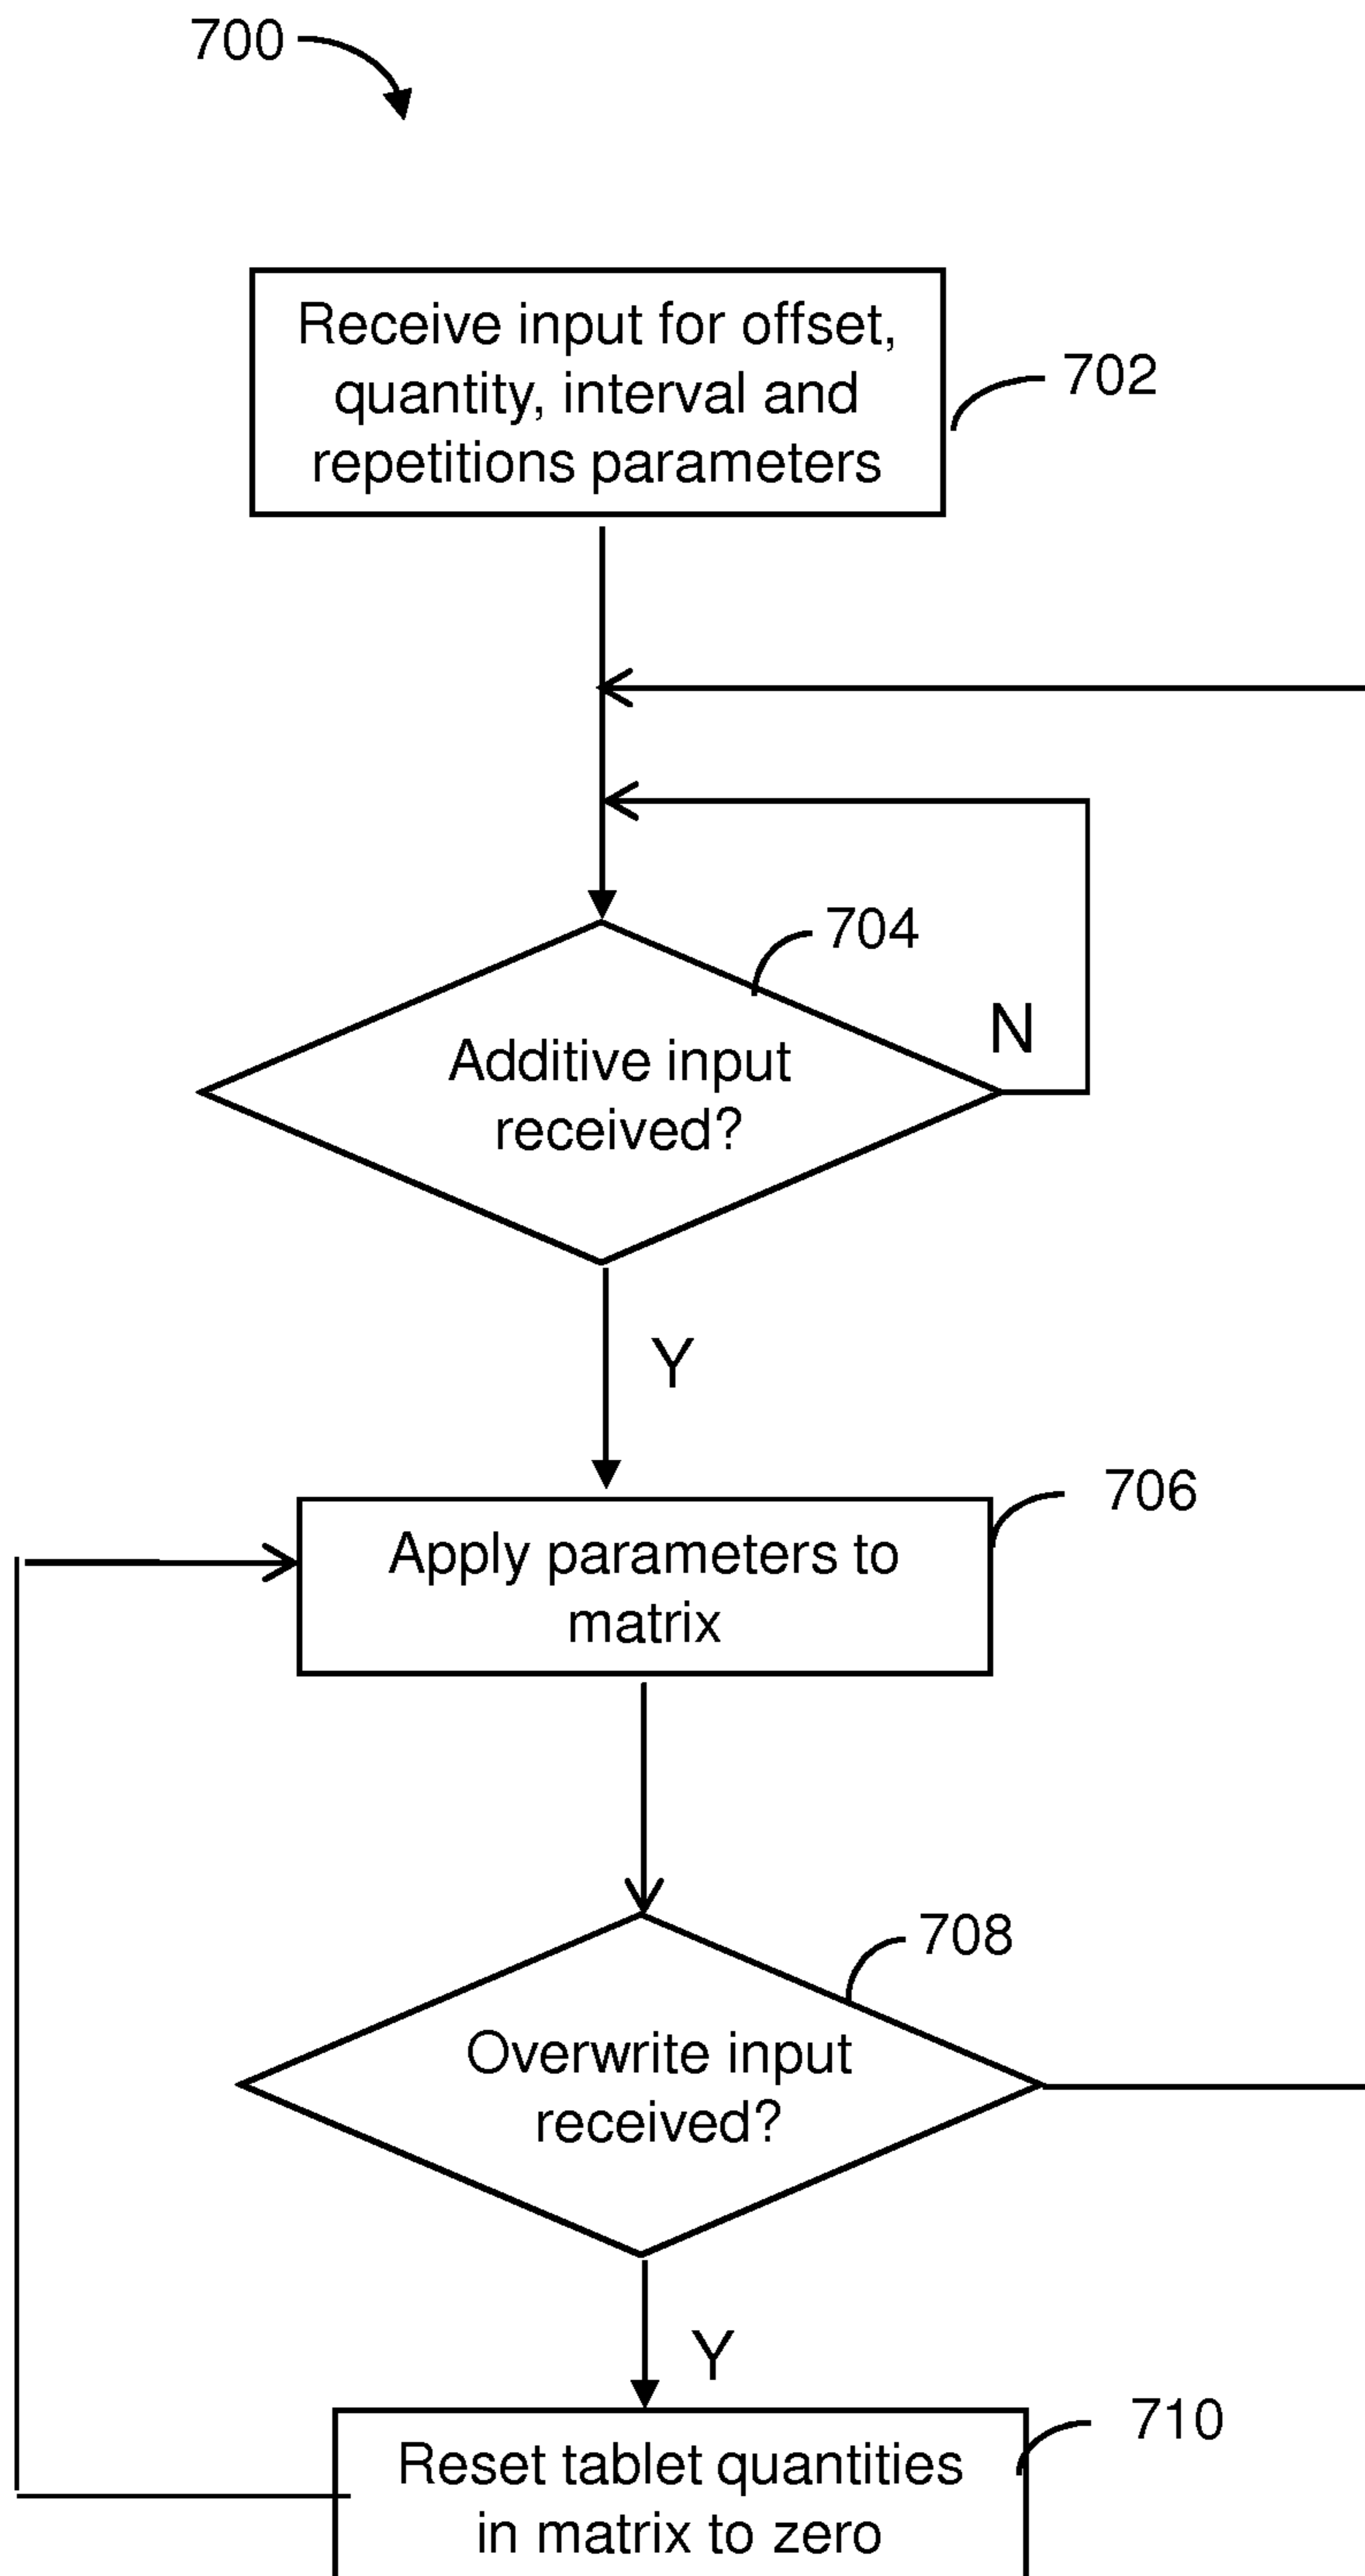 700
Receive input for offset,
quantity, interval and
repetitions parameters
702
704
Additive input
received?
N
Y
706
Apply parameters to
matrix
708
Overwrite input
received?
Y
710
Reset tablet quantities
in matrix to zero